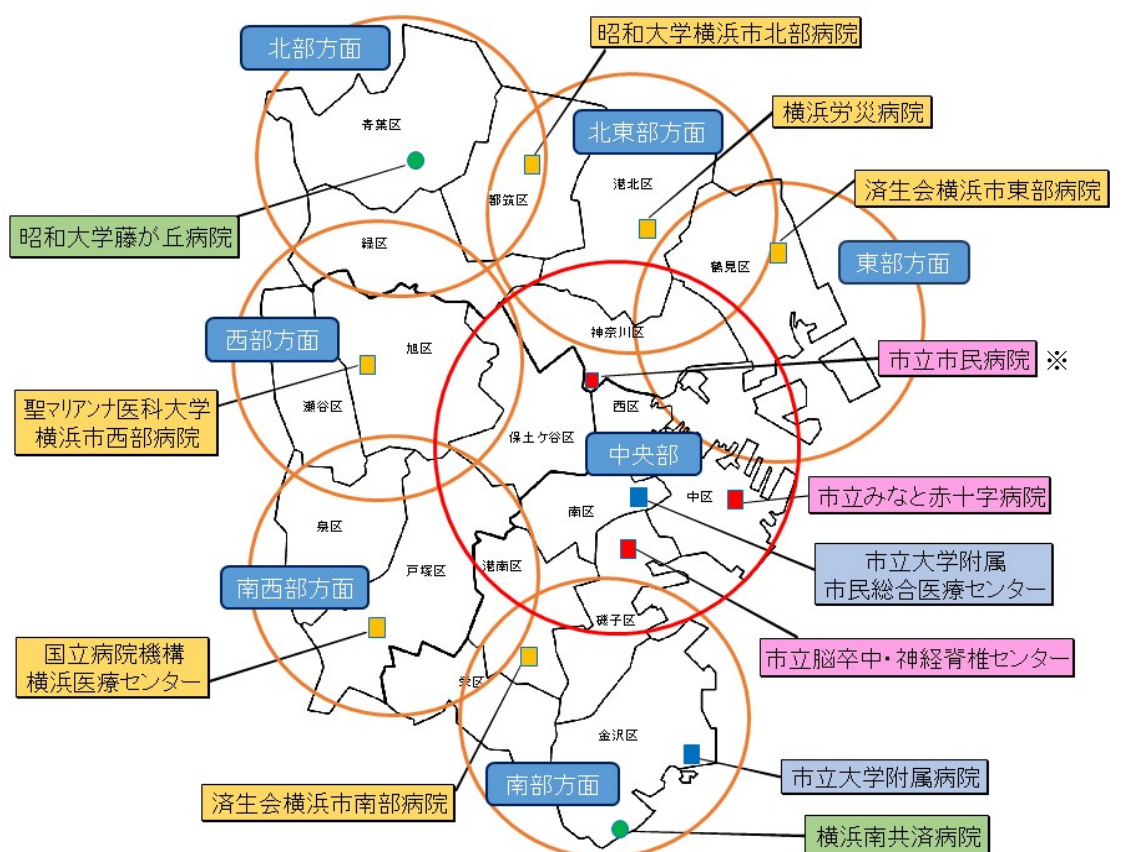 昭和大学横浜市北部病院
北部方面
横浜労災病院
青葉区
北東部方面
港北区
済生会横浜市東部病院
都筑区
昭和大学藤が丘病院
緑区
鶴見区
東部方面
神奈川区
西部方面
旭区
市立市民病院 ※
瀬谷区
西区
聖マリアンナ医科大学
横浜市西部病院
保土ケ谷区
中央部
中区
市立みなと赤十字病院
南区
泉区
市立大学附属
市民総合医療センター
戸塚区
港南区
南西部方面
磯子区
国立病院機構
横浜医療センター
市立脳卒中・神経脊椎センター
栄区
金沢区
市立大学附属病院
南部方面
済生会横浜市南部病院
横浜南共済病院